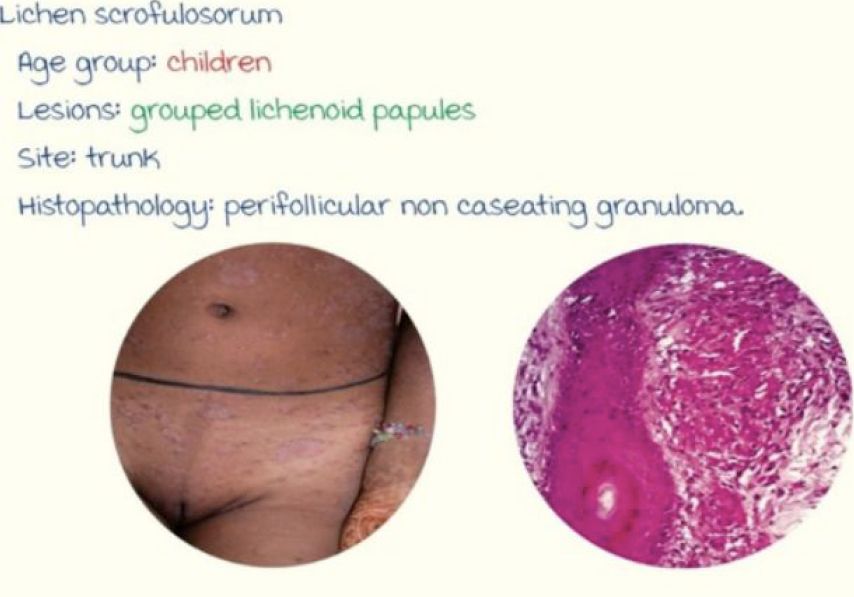 Lichen scrofulosorum
Age group: children
Lesions: grouped lichenoid papules
Site: trunk
Histopathology: perifollicular non caseating granuloma.